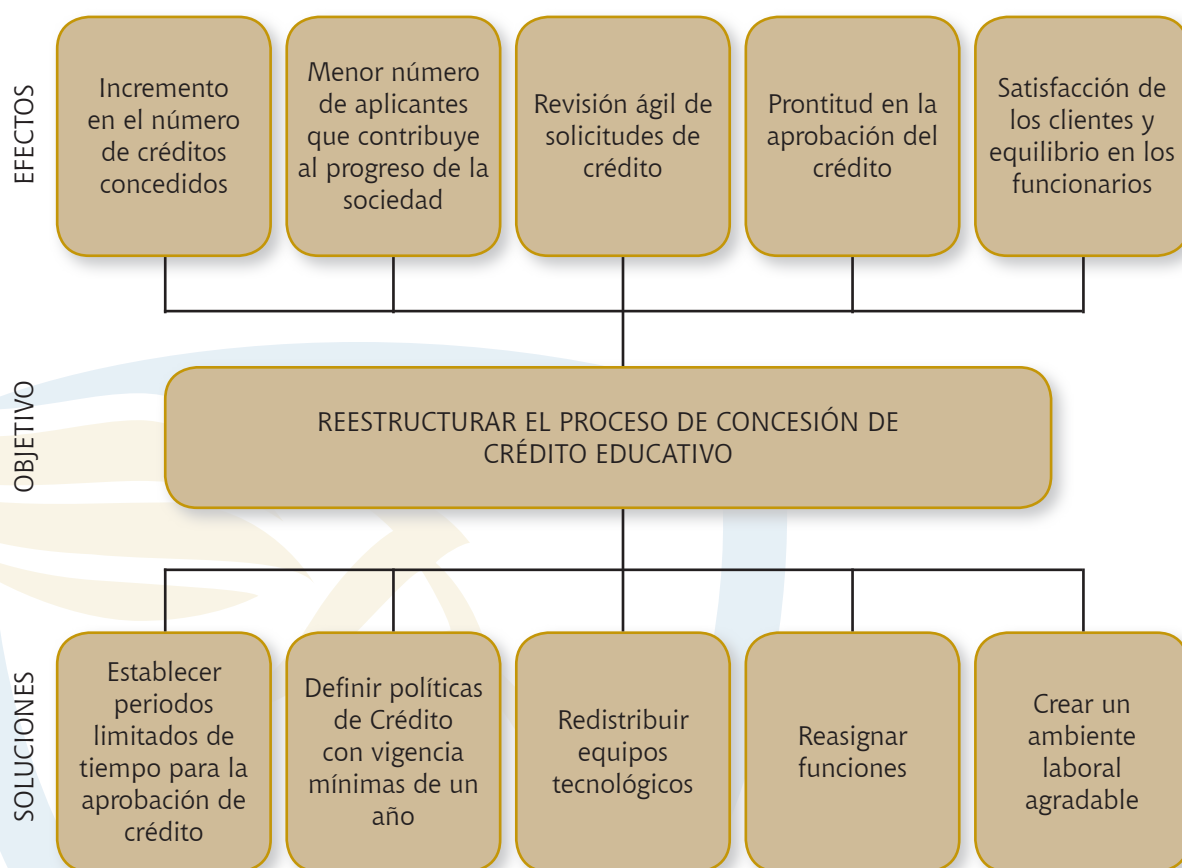 EFECTOS
Incremento
en el número
de créditos
concedidos
Menor número
de aplicantes
que contribuye
al progreso de la
sociedad
Revisión ágil de
solicitudes de
crédito
Prontitud en la
aprobación del
crédito
Satisfacción de
los clientes y
equilibrio en los
funcionarios
OBJETIVO
REESTRUCTURAR EL PROCESO DE CONCESIÓN DE
CRÉDITO EDUCATIVO
SOLUCIONES
Establecer
periodos
limitados de
tiempo para la
aprobación de
crédito
Definir políticas
de Crédito
con vigencia
mínimas de un
año
Redistribuir
equipos
tecnológicos
Reasignar
funciones
Crear un
ambiente
laboral
agradable